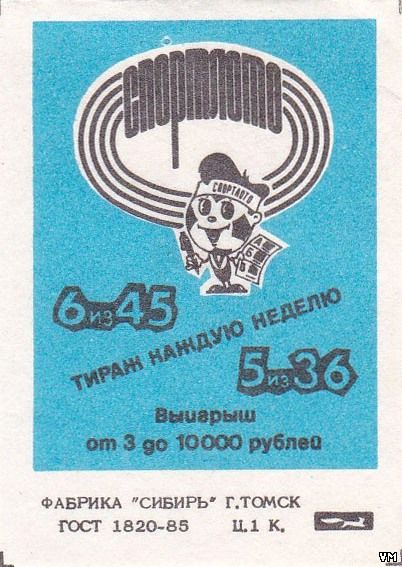 СПОРТЛОТО
СПОРТЛОТО
А
Б
Б
6 из 45
ТИРАЖ КАЖДУЮ НЕДЕЛЮ
5 из 36
Выигрыш
от 3 до 10000 рублей
ФАБРИКА "СИБИРЬ" Г.ТОМСК
ГОСТ 1820-85 Ц.1 К.
VM